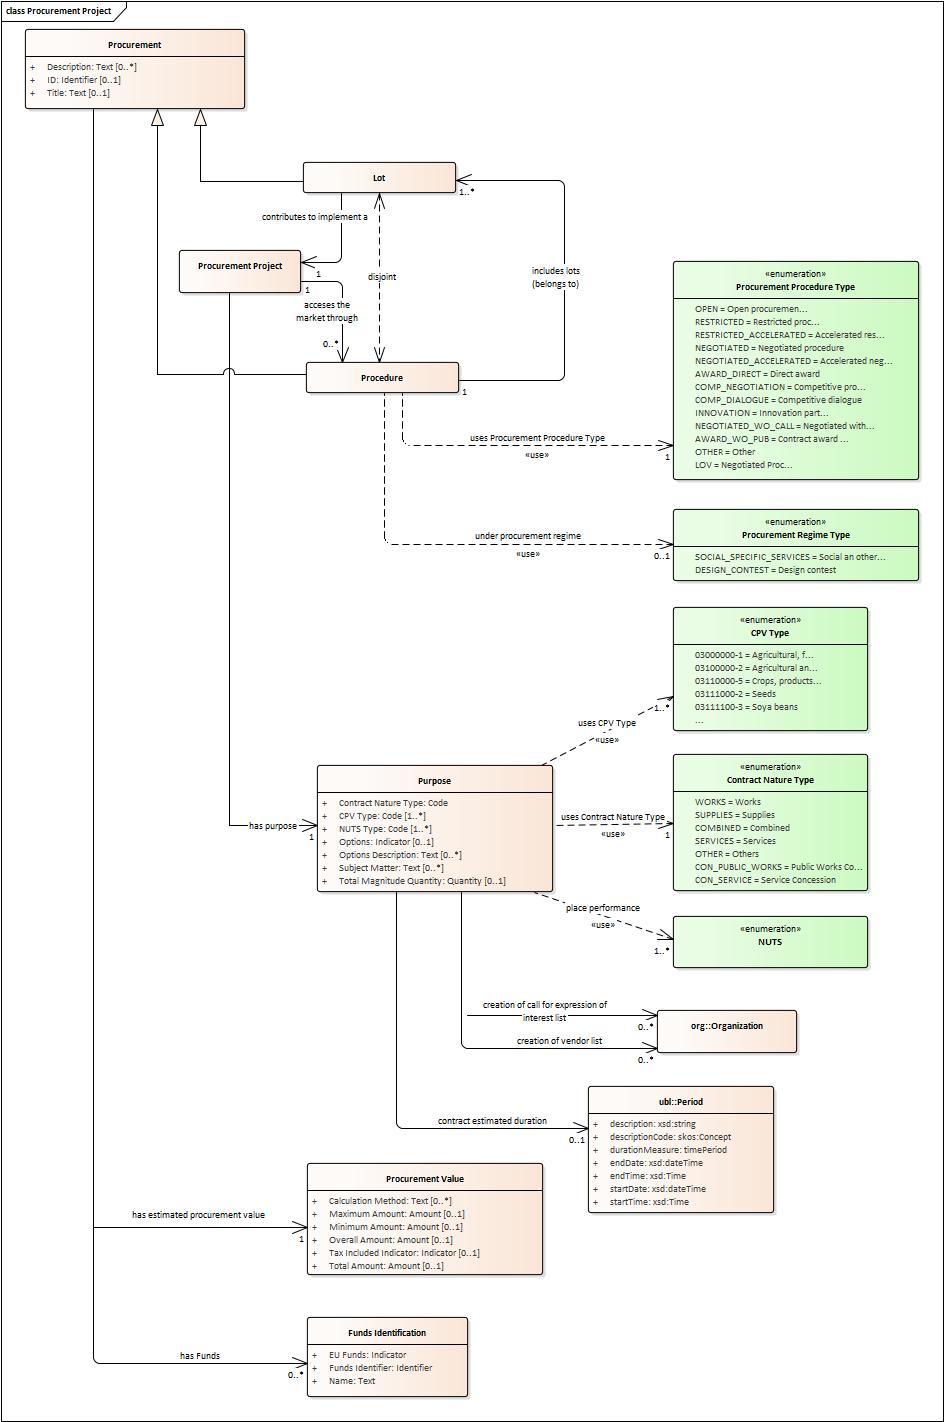 class Procurement Project
Procurement
+ Description: Text [0..*]
+ ID: Identifier [0..1]
+ Title: Text [0..1]
Lot
1..*
contributes to implement a
Procurement Project
1
1
disjoint
includes lots
(belongs to)
acceses the
market through
0..*
Procedure
1
«enumeration»
Procurement Procedure Type
OPEN = Open procuremen...
RESTRICTED = Restricted proc...
RESTRICTED_ACCELERATED = Accelerated res...
NEGOTIATED = Negotiated procedure
NEGOTIATED_ACCELERATED = Accelerated neg...
AWARD_DIRECT = Direct award
COMP_NEGOTIATION = Competitive pro...
COMP_DIALOGUE = Competitive dialogue
INNOVATION = Innovation part...
NEGOTIATED_WO_CALL = Negotiated with...
AWARD_WO_PUB = Contract award ...
OTHER = Other
LOV = Negotiated Proc...
uses Procurement Procedure Type
«use»
1
«enumeration»
Procurement Regime Type
SOCIAL_SPECIFIC_SERVICES = Social an other...
DESIGN_CONTEST = Design contest
under procurement regime
«use»
0..1
«enumeration»
CPV Type
03000000-1 = Agricultural, f...
03100000-2 = Agricultural an...
03110000-5 = Crops, products...
03111000-2 = Seeds
03111100-3 = Soya beans
...
uses CPV Type
«use»
1..*
Purpose
+ Contract Nature Type: Code
+ CPV Type: Code [1..*]
+ NUTS Type: Code [1..*]
+ Options: Indicator [0..1]
+ Options Description: Text [0..*]
+ Subject Matter: Text [0..*]
+ Total Magnitude Quantity: Quantity [0..1]
has purpose
1
«enumeration»
Contract Nature Type
WORKS = Works
SUPPLIES = Supplies
COMBINED = Combined
SERVICES = Services
OTHER = Others
CON_PUBLIC_WORKS = Public Works Co...
CON_SERVICE = Service Concession
uses Contract Nature Type
«use»
1
place performance
«use»
1..*
«enumeration»
NUTS
creation of call for expression of
interest list
0..*
org::Organization
creation of vendor list
0..*
contract estimated duration
0..1
ubl::Period
+ description: xsd:string
+ descriptionCode: skos:Concept
+ durationMeasure: timePeriod
+ endDate: xsd:dateTime
+ endTime: xsd:Time
+ startDate: xsd:dateTime
+ startTime: xsd:Time
has estimated procurement value
1
Procurement Value
+ Calculation Method: Text [0..*]
+ Maximum Amount: Amount [0..1]
+ Minimum Amount: Amount [0..1]
+ Overall Amount: Amount [0..1]
+ Tax Included Indicator: Indicator [0..1]
+ Total Amount: Amount [0..1]
has Funds
0..*
Funds Identification
+ EU Funds: Indicator
+ Funds Identifier: Identifier
+ Name: Text